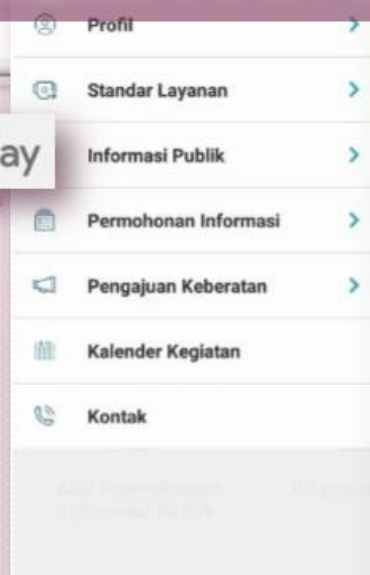 Profil
Standar Layanan
ay
Informasi Publik
Permohonan Informasi
Pengajuan Keberatan
Kalender Kegiatan
Kontak